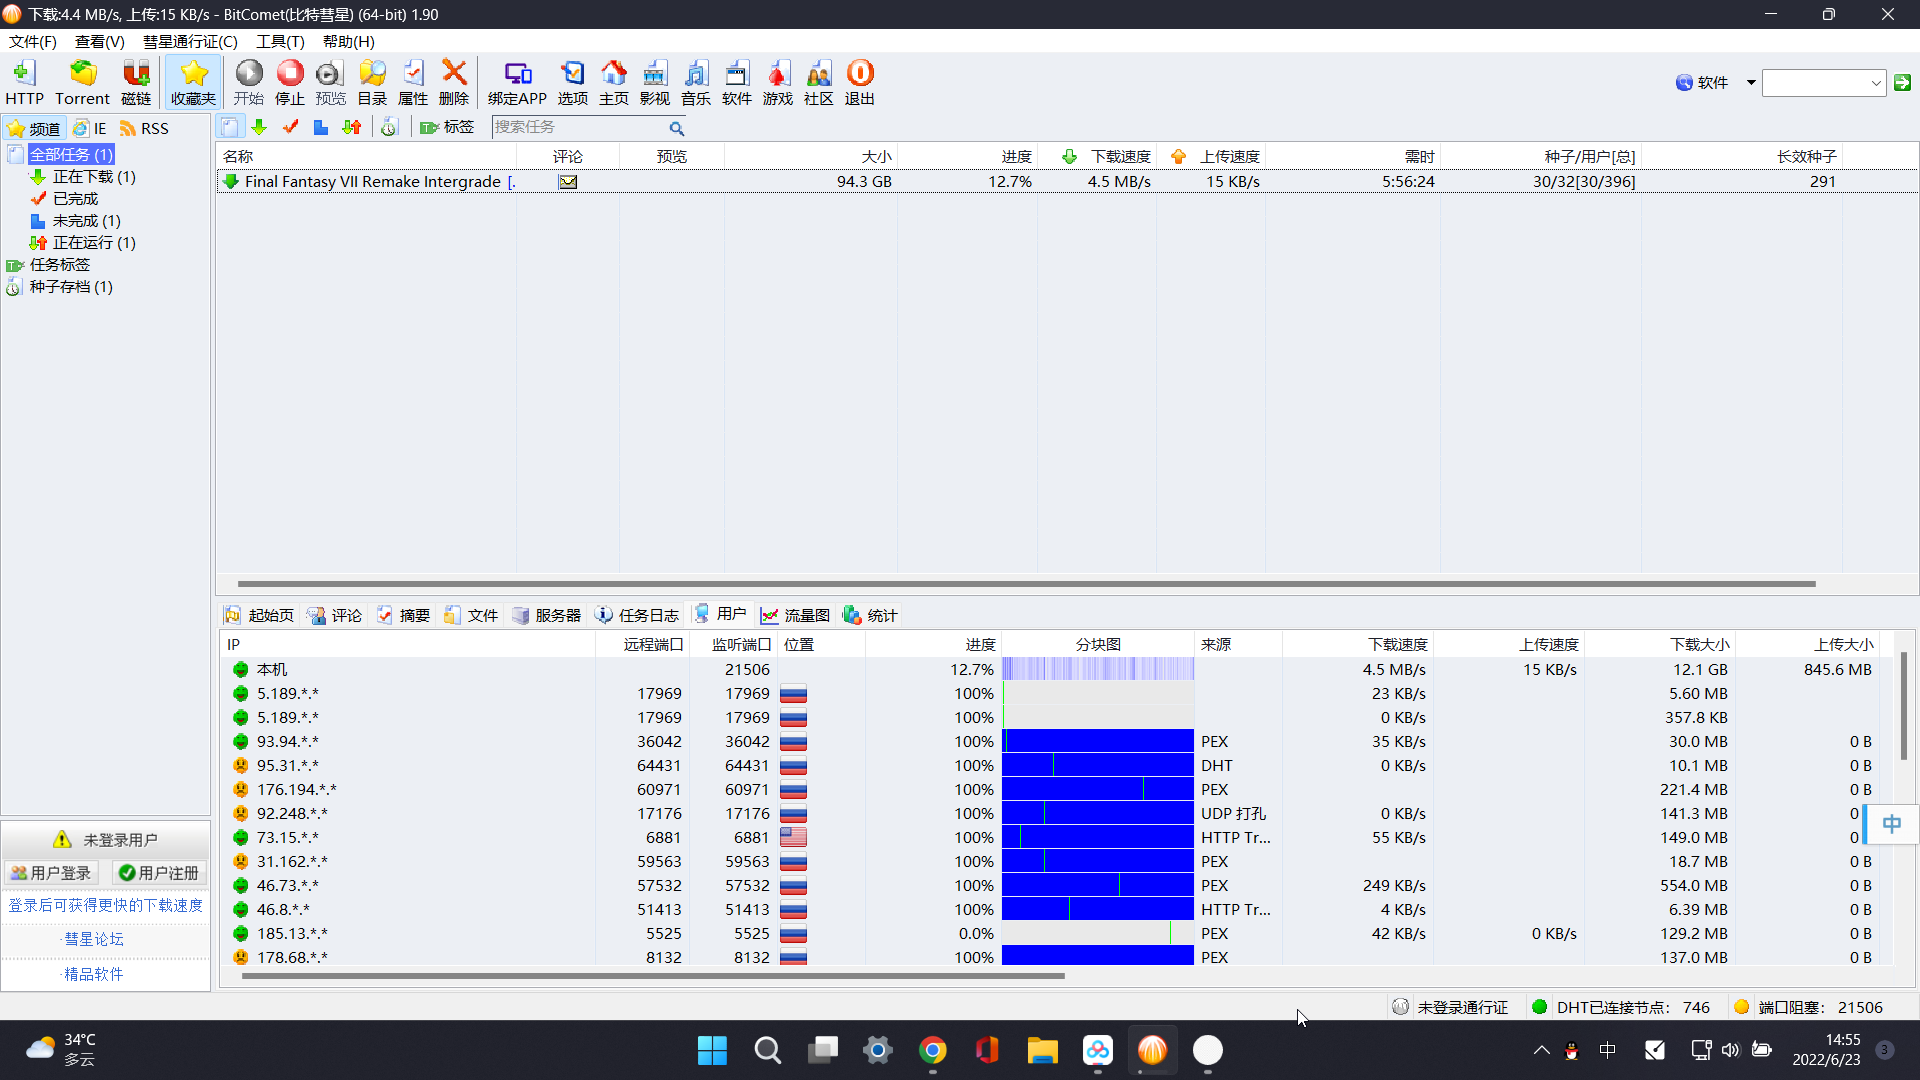 下载:4.4 MB/s, 上传:15 KB/s - BitComet(比特彗星) (64-bit) 1.90
文件(F) 查看(V) 彗星通行证(C) 工具(T) 帮助(H)
HTTP Torrent 磁链 收藏夹 开始 停止 预览 目录 属性 删除 绑定APP 选项 主页 影视 音乐 软件 游戏 社区 退出 软件
频道 IE RSS 标签 搜索任务
全部任务 (1)
正在下载 (1)
已完成
未完成 (1)
正在运行 (1)
任务标签
种子存档 (1)
名称 评论 预览 大小 进度 下载速度 上传速度 需时 种子/用户[总] 长效种子
Final Fantasy VII Remake Intergrade [. 94.3 GB 12.7% 4.5 MB/s 15 KB/s 5:56:24 30/32[30/396] 291
起始页 评论 摘要 文件 服务器 任务日志 用户 流量图 统计
IP 远程端口 监听端口 位置 进度 分块图 来源 下载速度 上传速度 下载大小 上传大小
本机 21506 12.7% 4.5 MB/s 15 KB/s 12.1 GB 845.6 MB
5.189.*.* 17969 17969 100% 23 KB/s 5.60 MB
5.189.*.* 17969 17969 100% 0 KB/s 357.8 KB
93.94.*.* 36042 36042 100% PEX 35 KB/s 30.0 MB 0 B
95.31.*.* 64431 64431 100% DHT 0 KB/s 10.1 MB 0 B
176.194.*.* 60971 60971 100% PEX 221.4 MB 0 B
92.248.*.* 17176 17176 100% UDP 打孔 0 KB/s 141.3 MB 0
73.15.*.* 6881 6881 100% HTTP Tr... 55 KB/s 149.0 MB 0
31.162.*.* 59563 59563 100% PEX 18.7 MB 0 B
46.73.*.* 57532 57532 100% PEX 249 KB/s 554.0 MB 0 B
46.8.*.* 51413 51413 100% HTTP Tr... 4 KB/s 6.39 MB 0 B
185.13.*.* 5525 5525 0.0% PEX 42 KB/s 0 KB/s 129.2 MB 0 B
178.68.*.* 8132 8132 100% PEX 137.0 MB 0 B
中
未登录用户
用户登录 用户注册
登录后可获得更快的下载速度
·彗星论坛
·精品软件
未登录通行证 DHT已连接节点： 746 端口阻塞： 21506
34°C
多云
中
14:55
2022/6/23
3